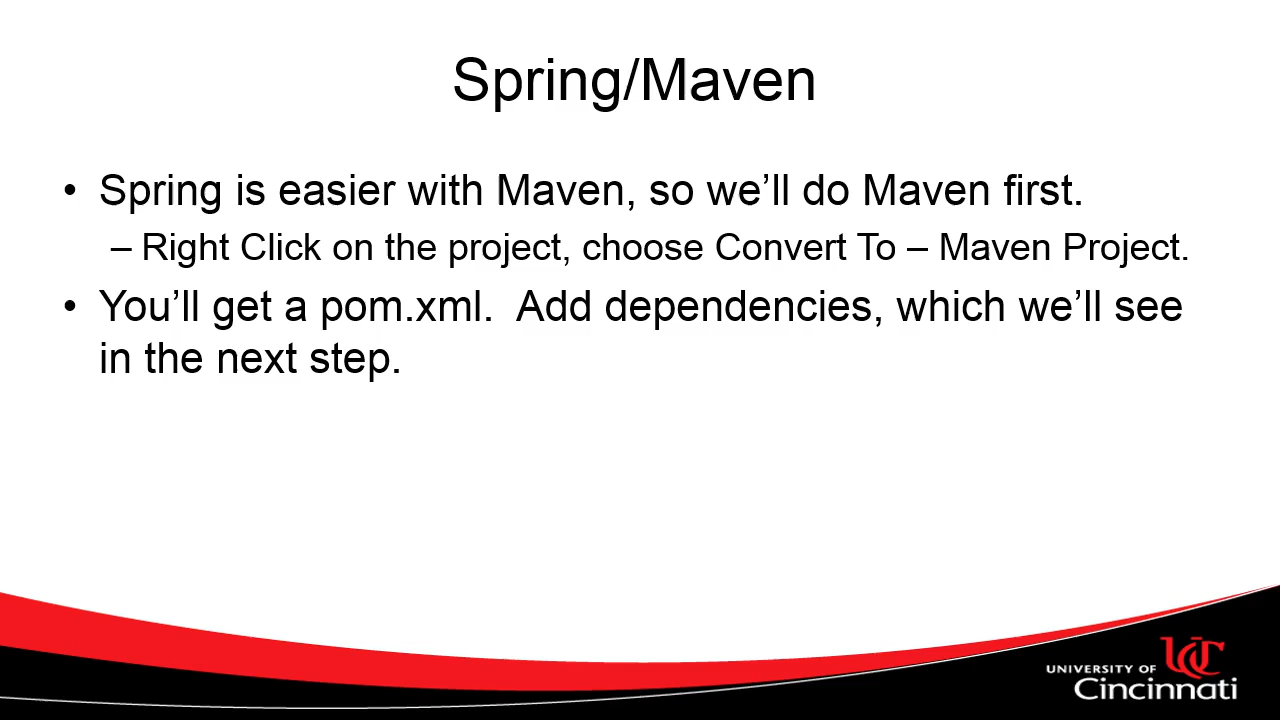 Spring/Maven
• Spring is easier with Maven, so we’ll do Maven first.
– Right Click on the project, choose Convert To – Maven Project.
• You’ll get a pom.xml.  Add dependencies, which we’ll see
in the next step.
UC
UNIVERSITY OF
Cincinnati